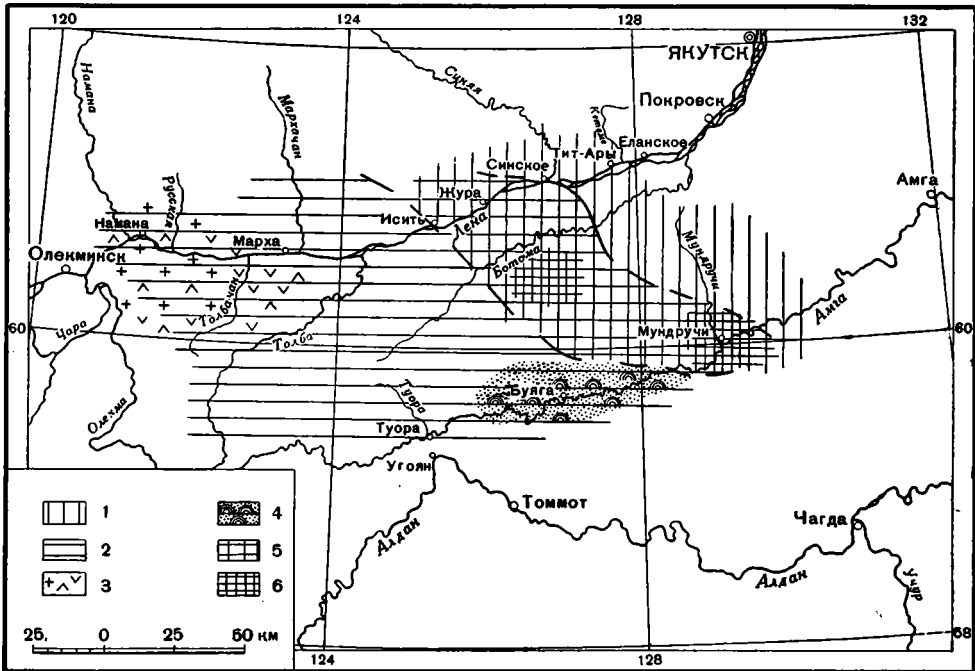 120
124
128
132
ЯКУТСК
Намана
Синяя
Мархачан
Покровск
Кетеме
Еланское
Тит-Ары
Синское
Русская
Жура
Амга
Исить
Лена
Намана
Марха
Ботома
Мундручи
Олекминск
Толбачан
Амга
60
60
Чара
Толба
Мундручи
Туора
Буяга
Олекма
Туора
Угоян
Томмот
Чагда
Алдан
Алдан
Учур
1
4
2
5
3
6
25
0
25
50 км
58
124
128